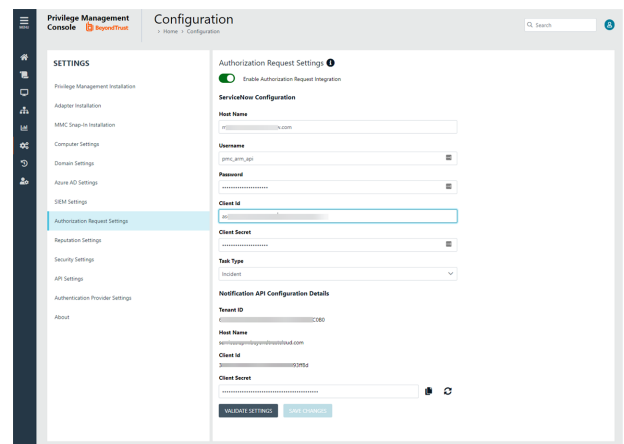 MENU
Privilege Management
Console BeyondTrust
Configuration
> Home > Configuration
Search
SETTINGS
Privilege Management Installation
Adapter Installation
MMC Snap-In Installation
Computer Settings
Domain Settings
Azure AD Settings
SIEM Settings
Authorization Request Settings
Reputation Settings
Security Settings
API Settings
Authentication Provider Settings
About
Authorization Request Settings
Enable Authorization Request Integration
ServiceNow Configuration
Host Name
Username
pmc_arm_api
Password
Client Id
Client Secret
Task Type
Incident
Notification API Configuration Details
Tenant ID
Host Name
Client Id
Client Secret
VALIDATE SETTINGS
SAVE CHANGES